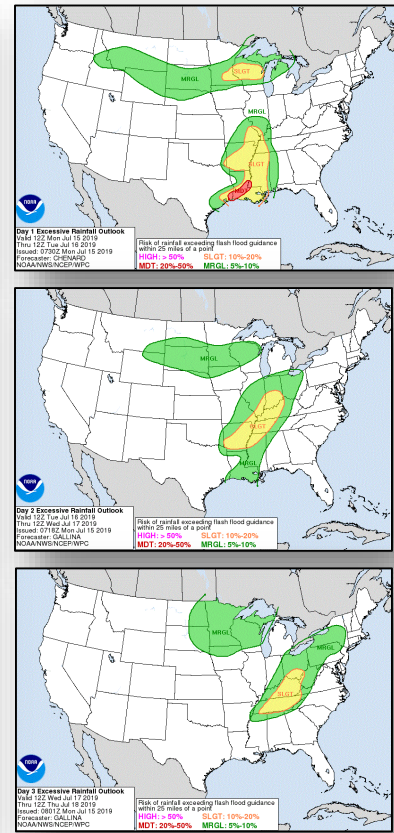 MRGL
SLGT
MRGL
SLGT
MDT
NOAA
Day 1 Excessive Rainfall Outlook
Valid 12Z Mon Jul 15 2019
Thru 12Z Tue Jul 16 2019
Issued: 0730Z Mon Jul 15 2019
Forecaster: CHENARD
NOAA/NWS/NCEP/WPC
Risk of rainfall exceeding flash flood guidance
within 25 miles of a point
HIGH: > 50% SLGT: 10%-20%
MDT: 20%-50% MRGL: 5%-10%
MRGL
SLGT
MRGL
NOAA
Day 2 Excessive Rainfall Outlook
Valid 12Z Tue Jul 16 2019
Thru 12Z Wed Jul 17 2019
Issued: 0718Z Mon Jul 15 2019
Forecaster: GALLINA
NOAA/NWS/NCEP/WPC
Risk of rainfall exceeding flash flood guidance
within 25 miles of a point
HIGH: > 50% SLGT: 10%-20%
MDT: 20%-50% MRGL: 5%-10%
MRGL
MRGL
SLGT
NOAA
Day 3 Excessive Rainfall Outlook
Valid 12Z Wed Jul 17 2019
Thru 12Z Thu Jul 18 2019
Issued: 0801Z Mon Jul 15 2019
Forecaster: GALLINA
NOAA/NWS/NCEP/WPC
Risk of rainfall exceeding flash flood guidance
within 25 miles of a point
HIGH: > 50% SLGT: 10%-20%
MDT: 20%-50% MRGL: 5%-10%